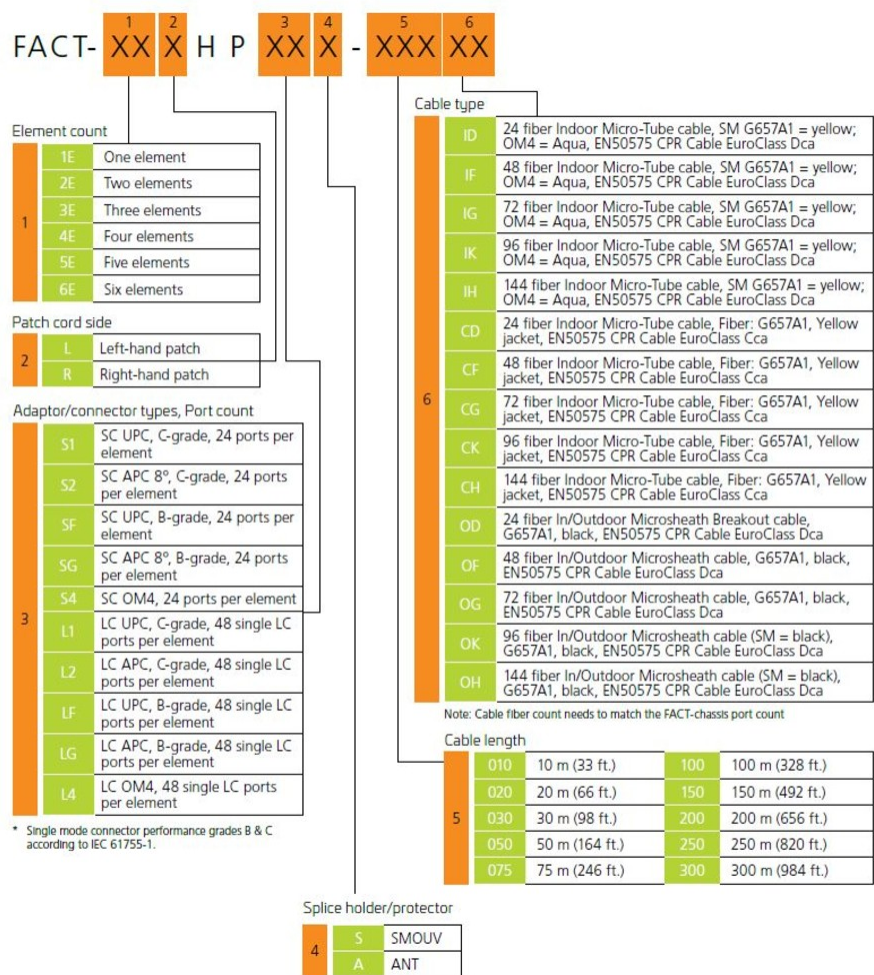 1 2 3 4 5 6
FACT- XX X H P XX X - XXX XX
Element count
1
1E One element
2E Two elements
3E Three elements
4E Four elements
5E Five elements
6E Six elements
Patch cord side
2
L Left-hand patch
R Right-hand patch
Adaptor/connector types, Port count
3
S1 SC UPC, C-grade, 24 ports per
element
S2 SC APC 8º, C-grade, 24 ports
per element
SF SC UPC, B-grade, 24 ports per
element
SG SC APC 8º, B-grade, 24 ports
per element
S4 SC OM4, 24 ports per element
L1 LC UPC, C-grade, 48 single LC
ports per element
L2 LC APC, C-grade, 48 single LC
ports per element
LF LC UPC, B-grade, 48 single LC
ports per element
LG LC APC, B-grade, 48 single LC
ports per element
L4 LC OM4, 48 single LC ports
per element
* Single mode connector performance grades B & C
according to IEC 61755-1.
Cable type
6
ID 24 fiber Indoor Micro-Tube cable, SM G657A1 = yellow;
OM4 = Aqua, EN50575 CPR Cable EuroClass Dca
IF 48 fiber Indoor Micro-Tube cable, SM G657A1 = yellow;
OM4 = Aqua, EN50575 CPR Cable EuroClass Dca
IG 72 fiber Indoor Micro-Tube cable, SM G657A1 = yellow;
OM4 = Aqua, EN50575 CPR Cable EuroClass Dca
IK 96 fiber Indoor Micro-Tube cable, SM G657A1 = yellow;
OM4 = Aqua, EN50575 CPR Cable EuroClass Dca
IH 144 fiber Indoor Micro-Tube cable, SM G657A1 = yellow;
OM4 = Aqua, EN50575 CPR Cable EuroClass Dca
CD 24 fiber Indoor Micro-Tube cable, Fiber: G657A1, Yellow
jacket, EN50575 CPR Cable EuroClass Cca
CF 48 fiber Indoor Micro-Tube cable, Fiber: G657A1, Yellow
jacket, EN50575 CPR Cable EuroClass Cca
CG 72 fiber Indoor Micro-Tube cable, Fiber: G657A1, Yellow
jacket, EN50575 CPR Cable EuroClass Cca
CK 96 fiber Indoor Micro-Tube cable, Fiber: G657A1, Yellow
jacket, EN50575 CPR Cable EuroClass Cca
CH 144 fiber Indoor Micro-Tube cable, Fiber: G657A1, Yellow
jacket, EN50575 CPR Cable EuroClass Cca
OD 24 fiber In/Outdoor Microsheath Breakout cable,
G657A1, black, EN50575 CPR Cable EuroClass Dca
OF 48 fiber In/Outdoor Microsheath cable, G657A1, black,
EN50575 CPR Cable EuroClass Dca
OG 72 fiber In/Outdoor Microsheath cable, G657A1, black,
EN50575 CPR Cable EuroClass Dca
OK 96 fiber In/Outdoor Microsheath cable (SM = black),
G657A1, black, EN50575 CPR Cable EuroClass Dca
OH 144 fiber In/Outdoor Microsheath cable (SM = black),
G657A1, black, EN50575 CPR Cable EuroClass Dca
Note: Cable fiber count needs to match the FACT-chassis port count
Cable length
5
010 10 m (33 ft.) 100 100 m (328 ft.)
020 20 m (66 ft.) 150 150 m (492 ft.)
030 30 m (98 ft.) 200 200 m (656 ft.)
050 50 m (164 ft.) 250 250 m (820 ft.)
075 75 m (246 ft.) 300 300 m (984 ft.)
Splice holder/protector
4
S SMOUV
A ANT